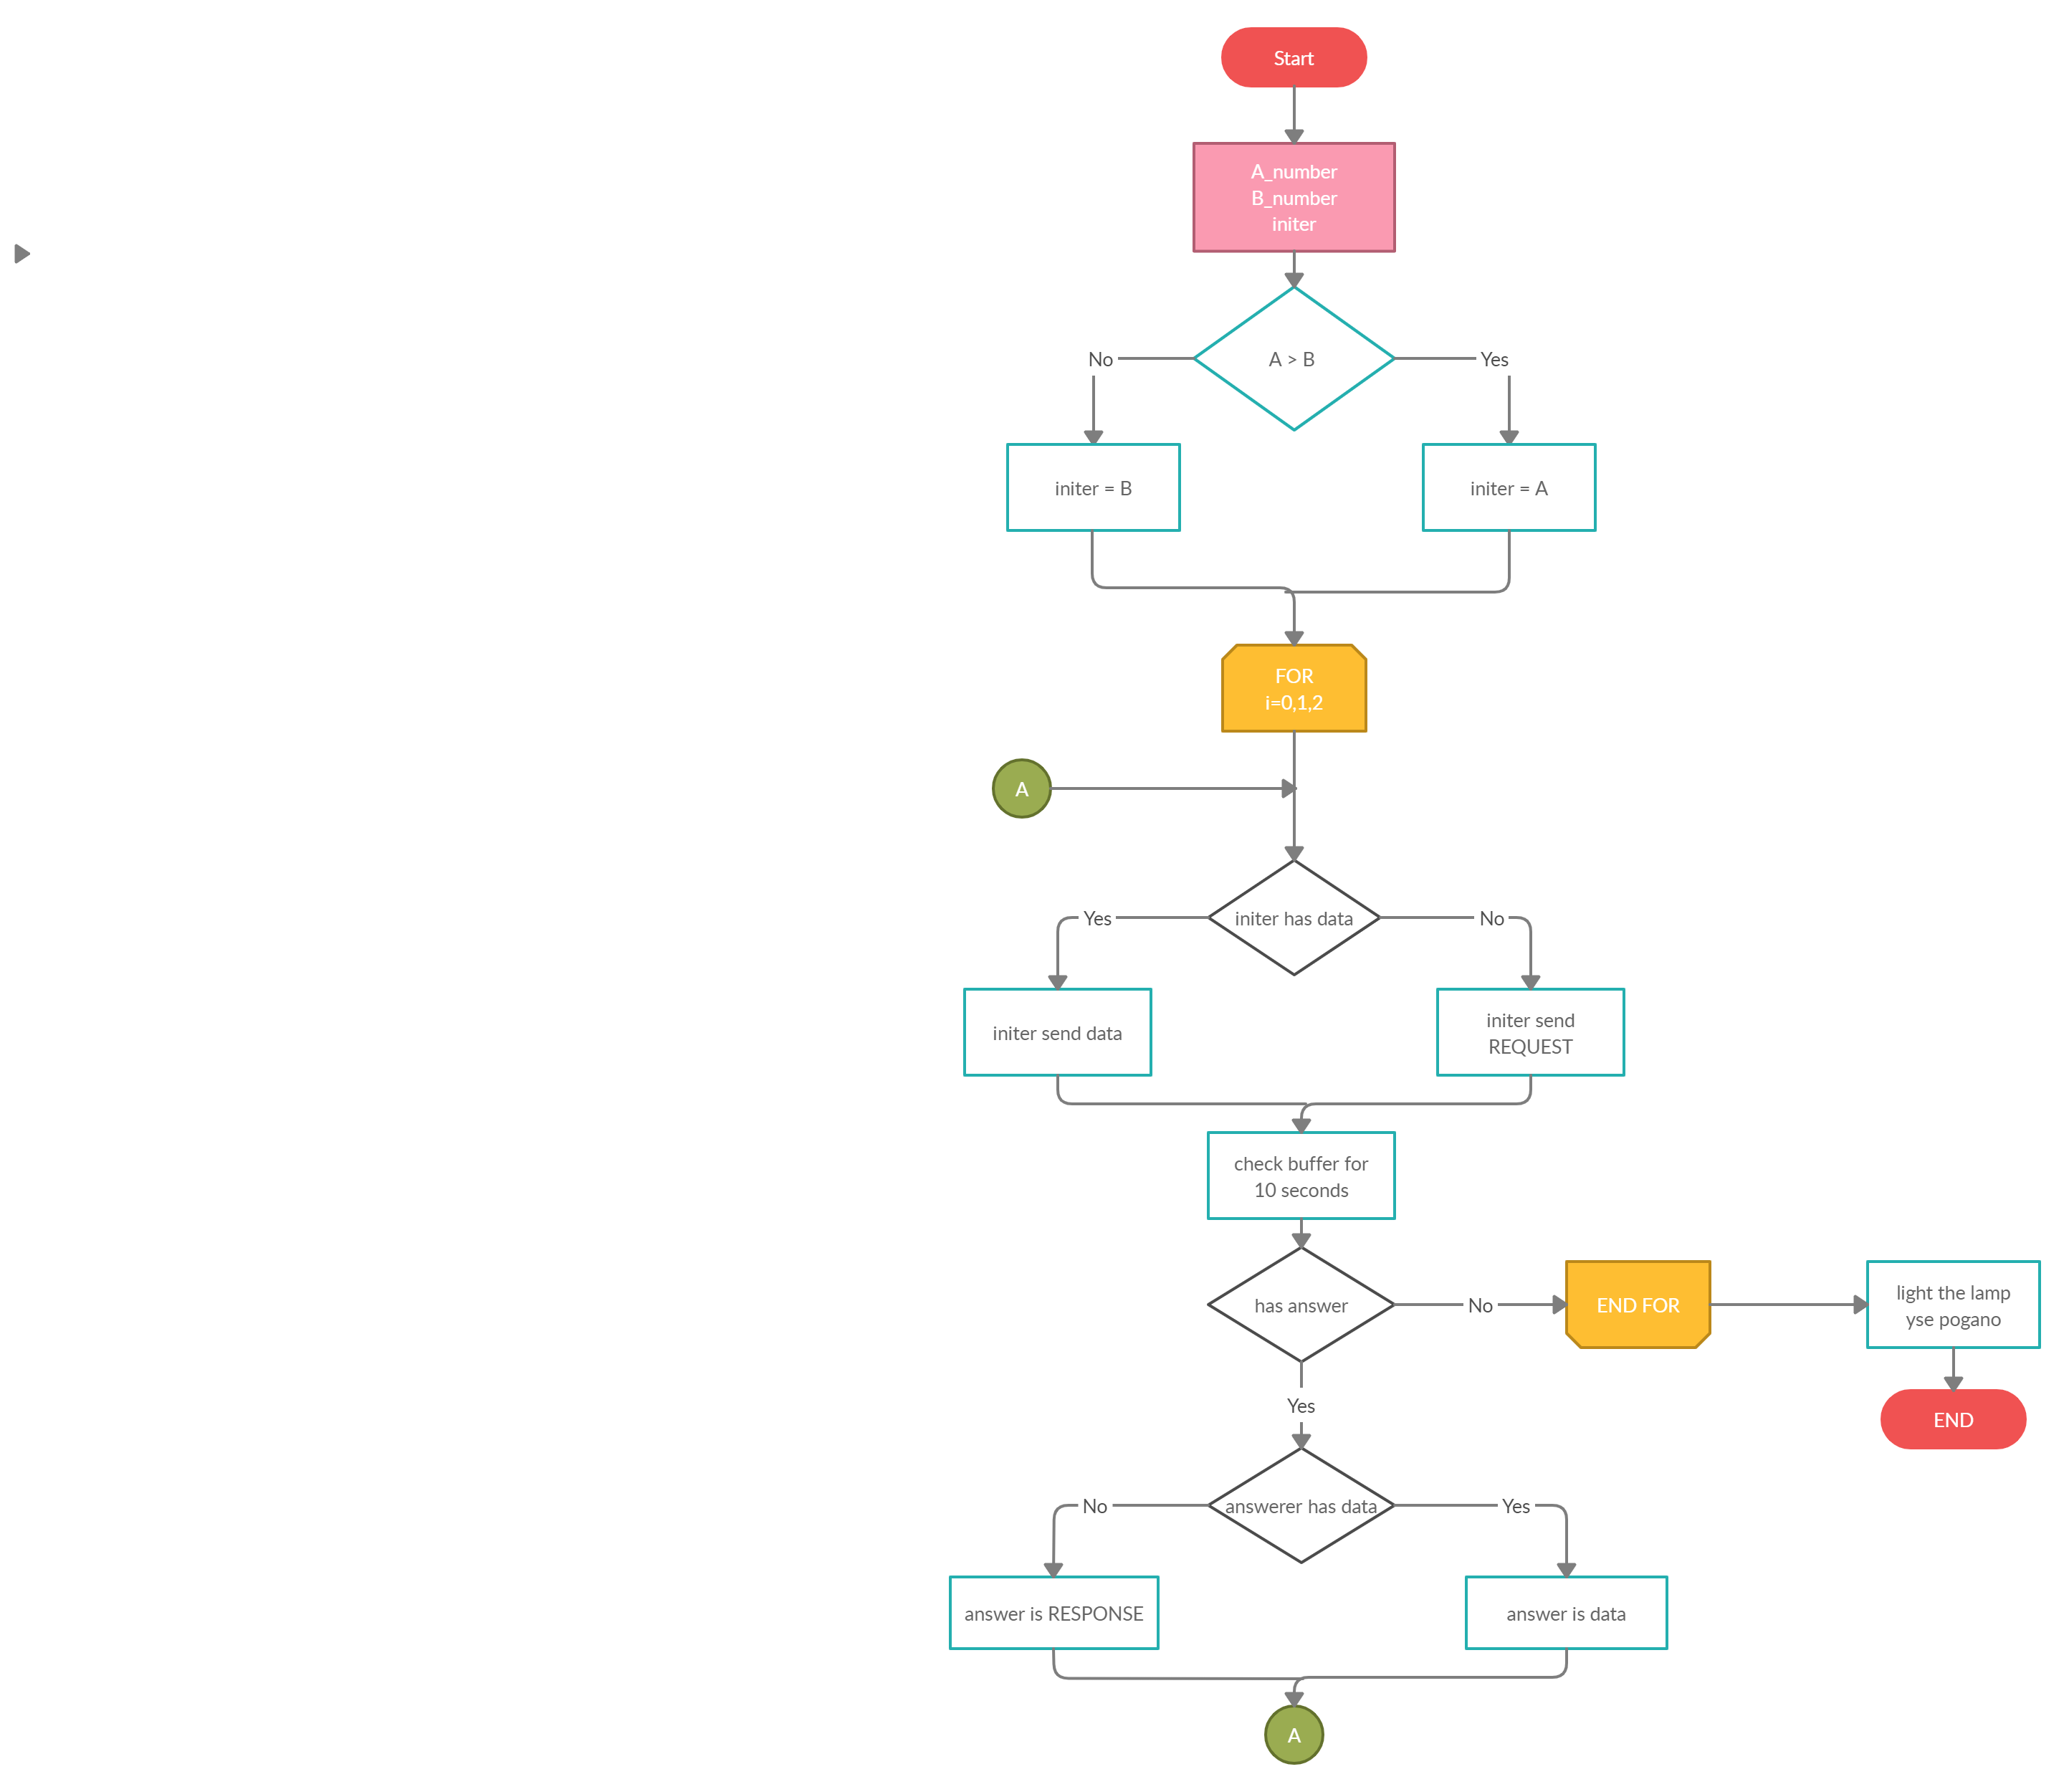 Start
A_number
B_number
initer
A > B
No
Yes
initer = B
initer = A
FOR
i=0,1,2
A
initer has data
Yes
No
initer send data
initer send
REQUEST
check buffer for
10 seconds
has answer
No
END FOR
light the lamp
yse pogano
END
Yes
answerer has data
No
Yes
answer is RESPONSE
answer is data
A